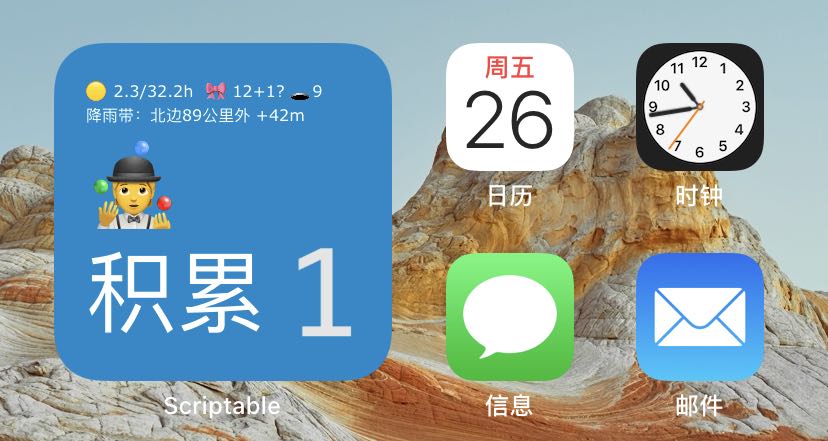 🟡 2.3/32.2h 🎀 12+1? 🕳️9
降雨带：北边89公里外 +42m
🤹
积累 1
Scriptable
周五
26
日历
12
1
2
3
4
5
6
7
8
9
10
11
时钟
信息
邮件